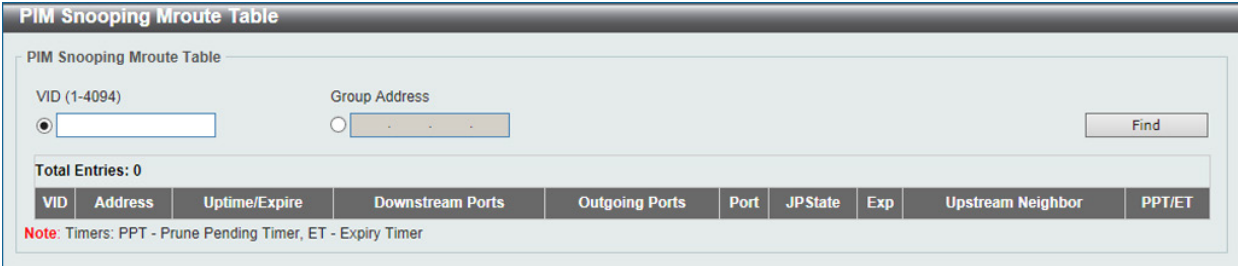 PIM Snooping Mroute Table
PIM Snooping Mroute Table
VID (1-4094) Group Address
. . .
Find
Total Entries: 0
VID Address Uptime/Expire Downstream Ports Outgoing Ports Port JPState Exp Upstream Neighbor PPT/ET
Note: Timers: PPT - Prune Pending Timer, ET - Expiry Timer